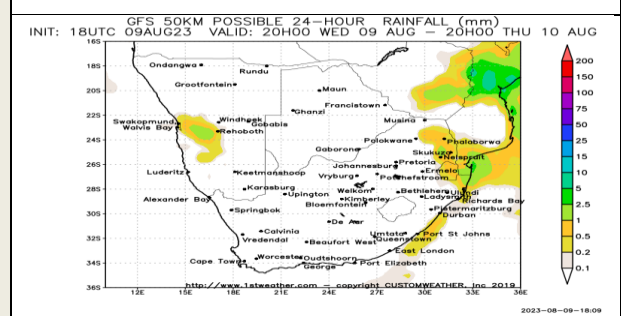 GFS 50KM POSSIBLE 24-HOUR RAINFALL (mm)
INIT: 18UTC 09AUG23 VALID: 20H00 WED 09 AUG - 20H00 THU 10 AUG
16S
18S
20S
22S
24S
26S
28S
30S
32S
34S
36S
Ondangwa
Rundu
Grootfontein
Maun
Ghanzi
Francistown
Swakopmund
Walvis Bay
Windhoek
Gobabis
Rehoboth
Musina
Polokwane
Phalaborwa
Gaborone
Skukuza
Nelspruit
Johannesburg
Pretoria
Luderitz
Keetmanshoop
Vryburg
Potchefstroom
Ermelo
Karasburg
Upington
Welkom
Kimberley
Bloemfontein
Bethlehem
Ulundi
Ladysmith
Richards Bay
Alexander Bay
Springbok
Pietermaritzburg
Durban
De Aar
Calvinia
Vredendal
Beaufort West
Umtata
Port St Johns
Queenstown
East London
Cape Town
Worcester
Oudtshoorn
George
Port Elizabeth
http://www.1stweather.com - copyright CUSTOMWEATHER, Inc 2019
12E 15E 18E 21E 24E 27E 30E 33E 36E
200
150
100
75
50
25
15
10
5
2.5
1
0.5
0.2
0.1
2023-08-09-18:09